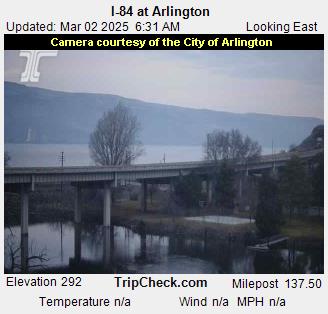 I-84 at Arlington
Updated: Mar 02 2025 6:31 AM Looking East
Camera courtesy of the City of Arlington
Elevation 292 TripCheck.com Milepost 137.50
Temperature n/a Wind n/a MPH n/a